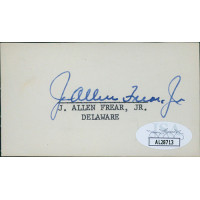 J. Allen Frear, Jr.
J. ALLEN FREAR, JR.
DELAWARE
AL20713